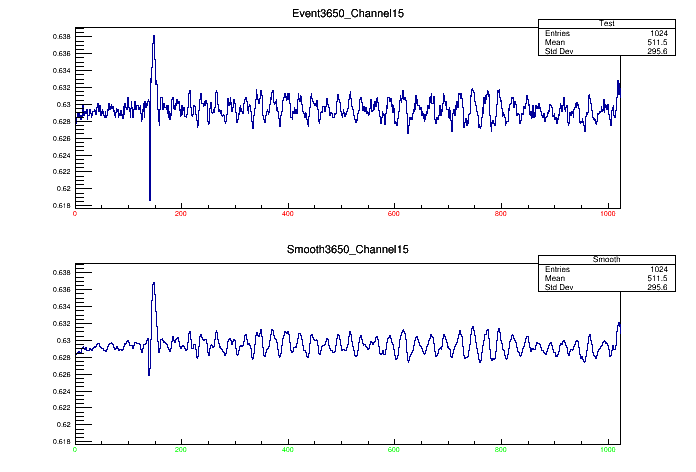 Event3650_Channel15
Test
Entries 1024
Mean 511.5
Std Dev 295.6
0.638
0.636
0.634
0.632
0.63
0.628
0.626
0.624
0.622
0.62
0.618
0 200 400 600 800 1000
Smooth3650_Channel15
Smooth
Entries 1024
Mean 511.5
Std Dev 295.6
0.638
0.636
0.634
0.632
0.63
0.628
0.626
0.624
0.622
0.62
0.618
0 200 400 600 800 1000